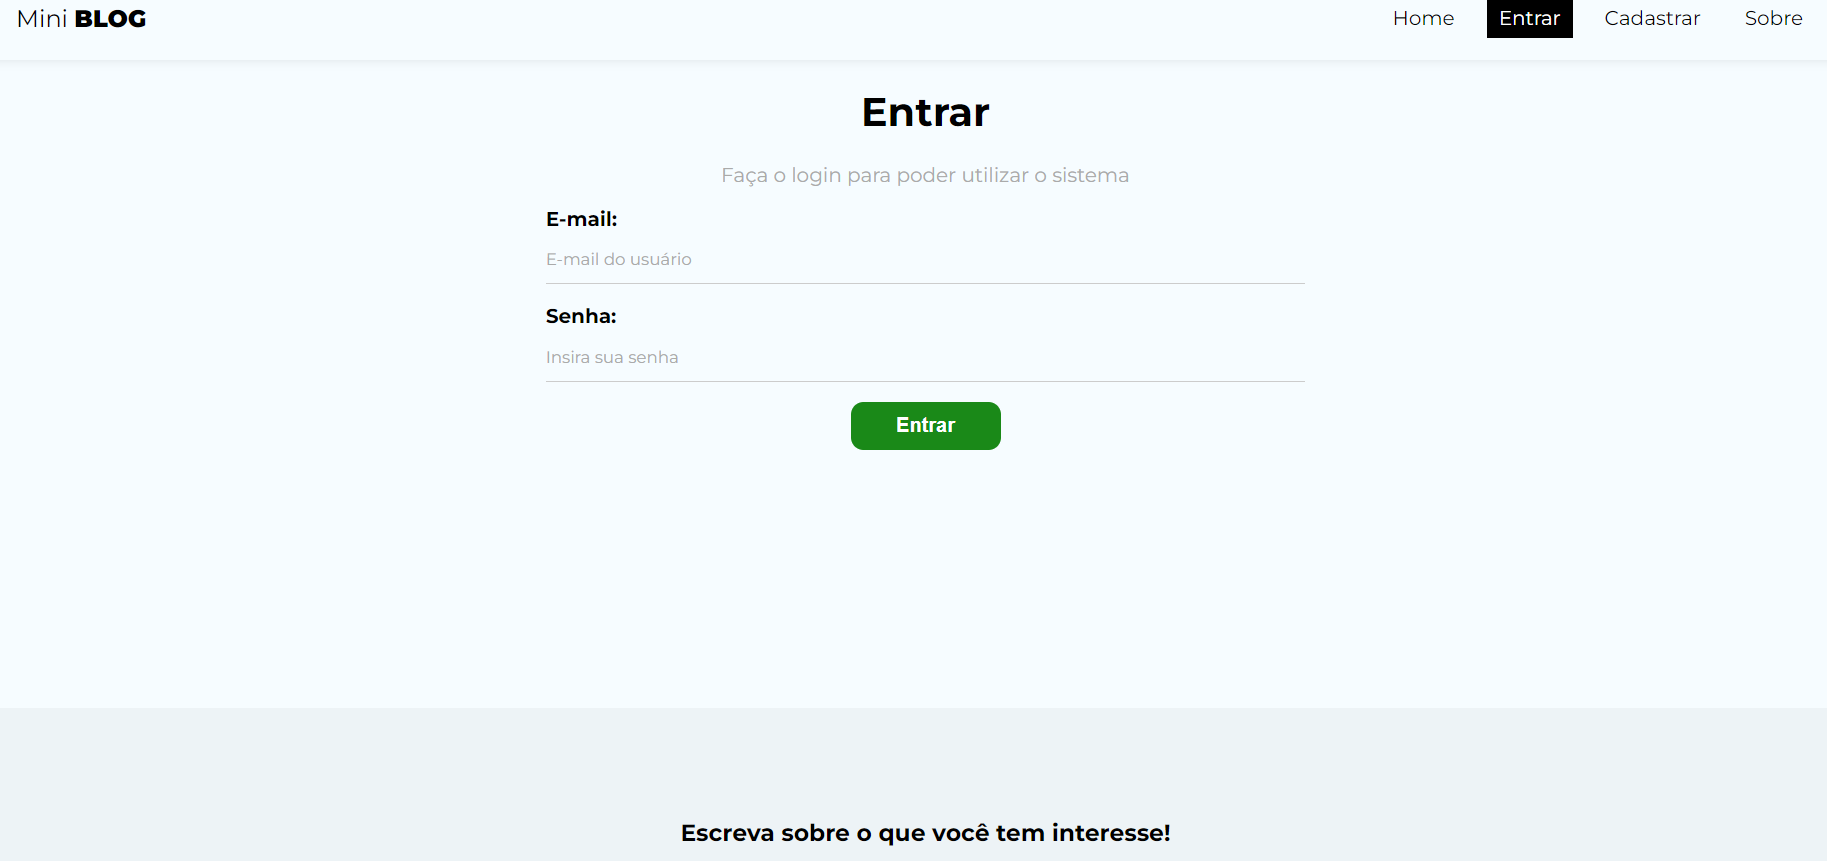 Mini BLOG
Home Entrar Cadastrar Sobre
Entrar
Faça o login para poder utilizar o sistema
E-mail:
E-mail do usuário
Senha:
Insira sua senha
Entrar
Escreva sobre o que você tem interesse!